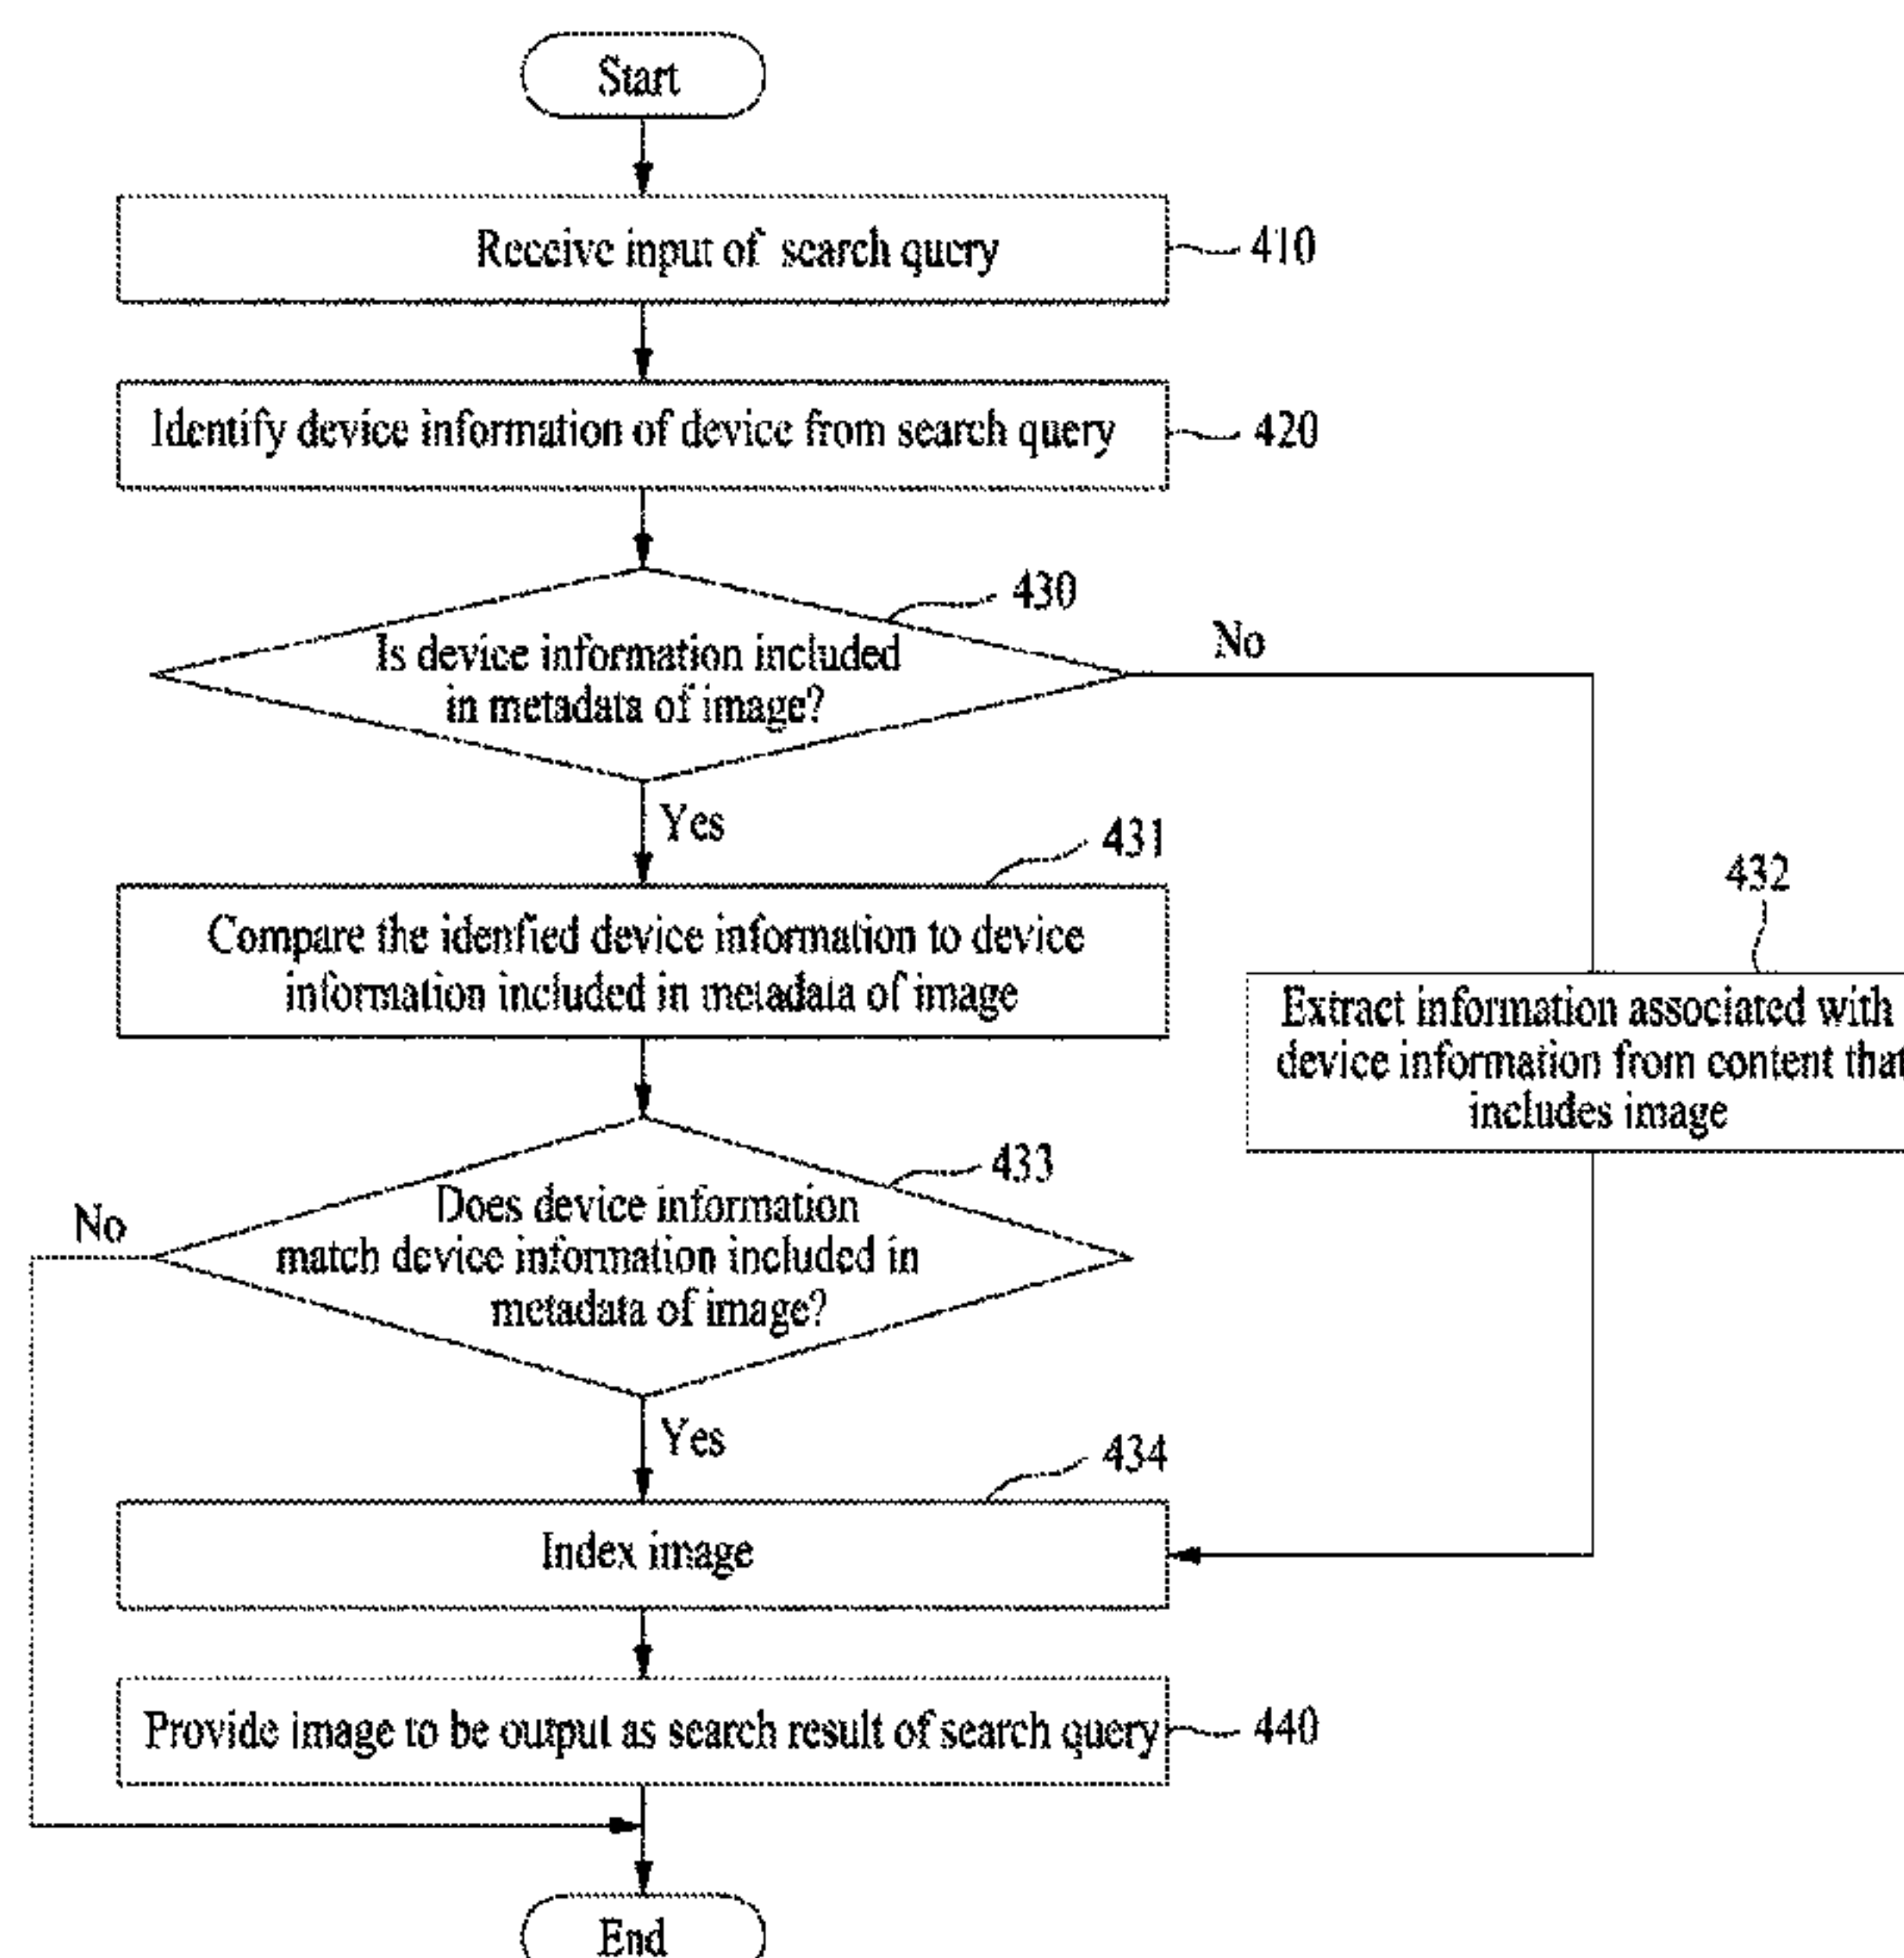 Start
Receive input of search query
410
Identify device information of device from search query
420
430
Is device information included
in metadata of image?
No
Yes
431
Compare the idenfied device information to device
information included in metadata of image
432
Extract information associated with
device information from content that
includes image
433
Does device information
match device information included in
metadata of image?
No
Yes
434
Index image
Provide image to be output as search result of search query
440
End